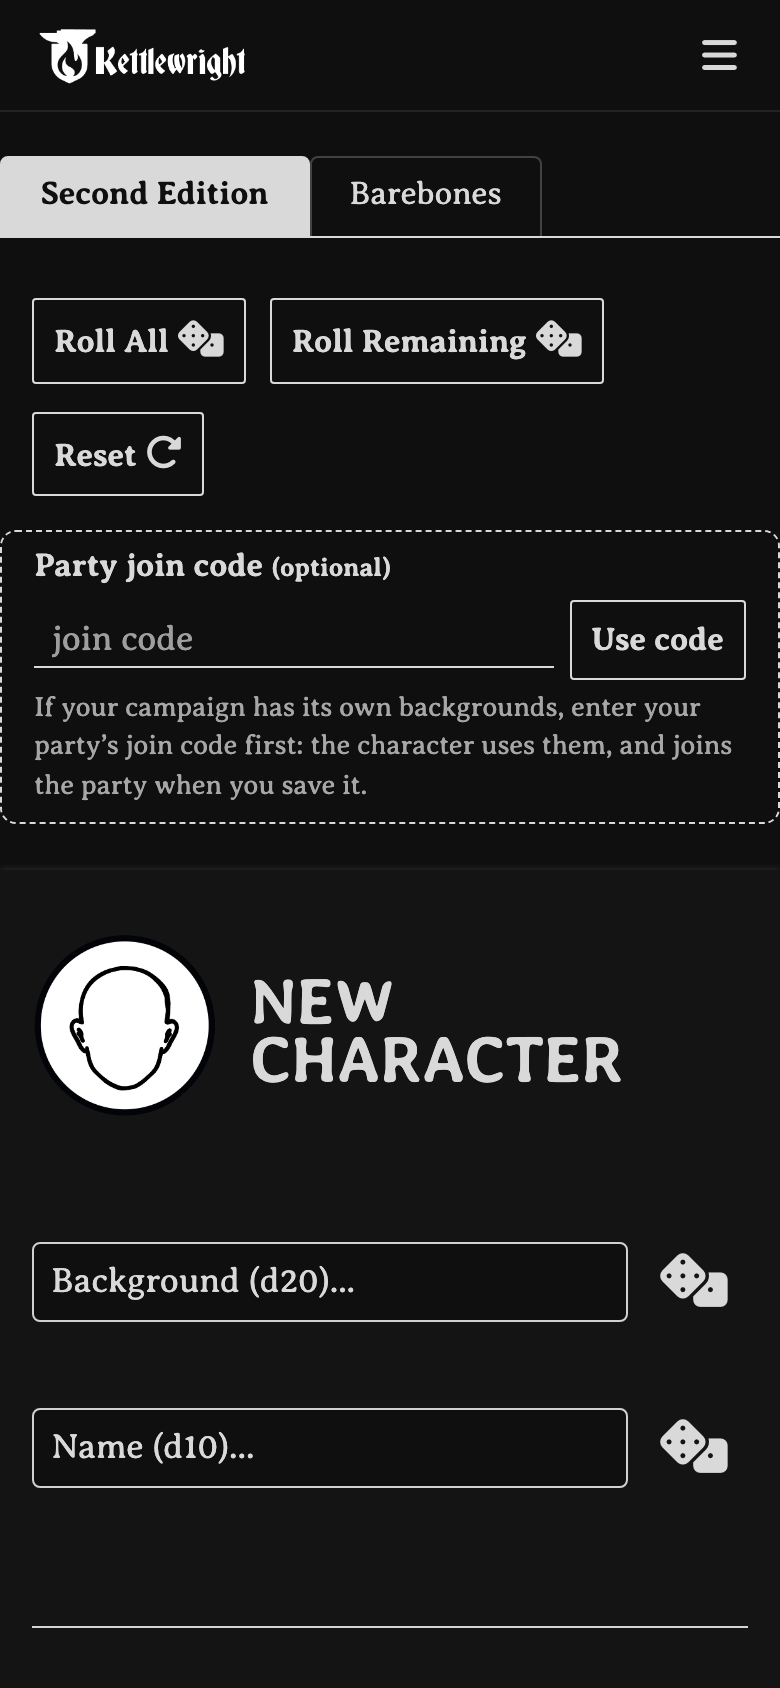 Kettlewright
Second Edition
Barebones
Roll All
Roll Remaining
Reset
Party join code (optional)
join code
Use code
If your campaign has its own backgrounds, enter your
party’s join code first: the character uses them, and joins
the party when you save it.
NEW
CHARACTER
Background (d20)...
Name (d10)...